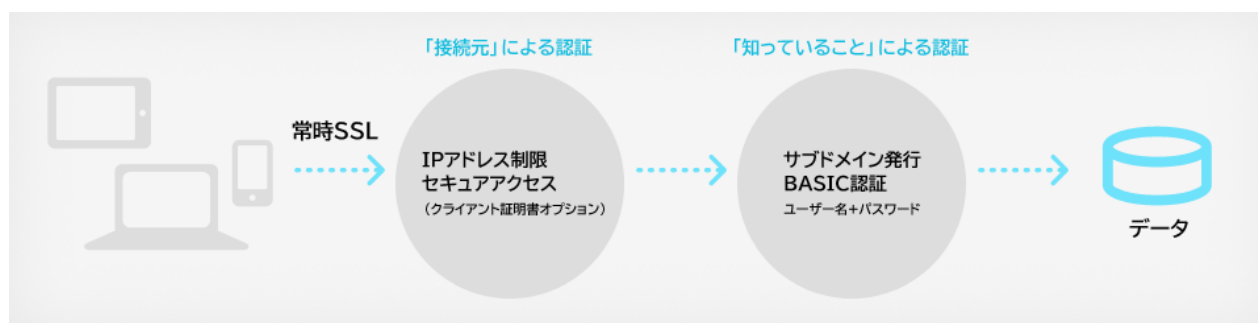 「接続元」による認証
「知っていること」による認証
常時SSL
IPアドレス制限
セキュアアクセス
（クライアント証明書オプション）
サブドメイン発行
BASIC認証
ユーザー名+パスワード
データ